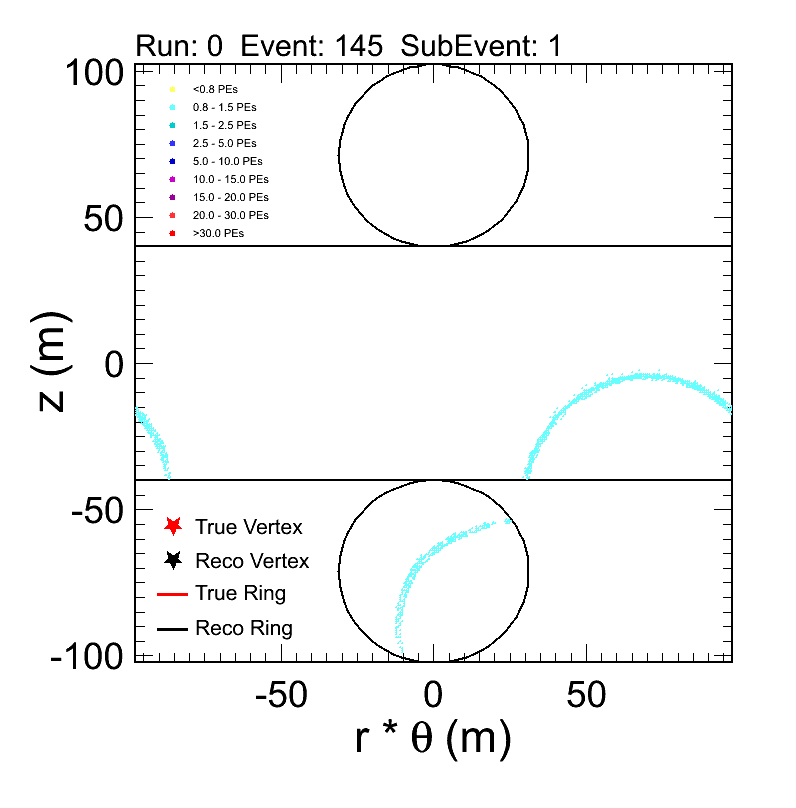 Run: 0  Event: 145  SubEvent: 1
100
<0.8 PEs
0.8 - 1.5 PEs
1.5 - 2.5 PEs
2.5 - 5.0 PEs
5.0 - 10.0 PEs
10.0 - 15.0 PEs
15.0 - 20.0 PEs
20.0 - 30.0 PEs
>30.0 PEs
50
0
z (m)
-50
True Vertex
Reco Vertex
True Ring
Reco Ring
-100
-50 0 50
r * θ (m)